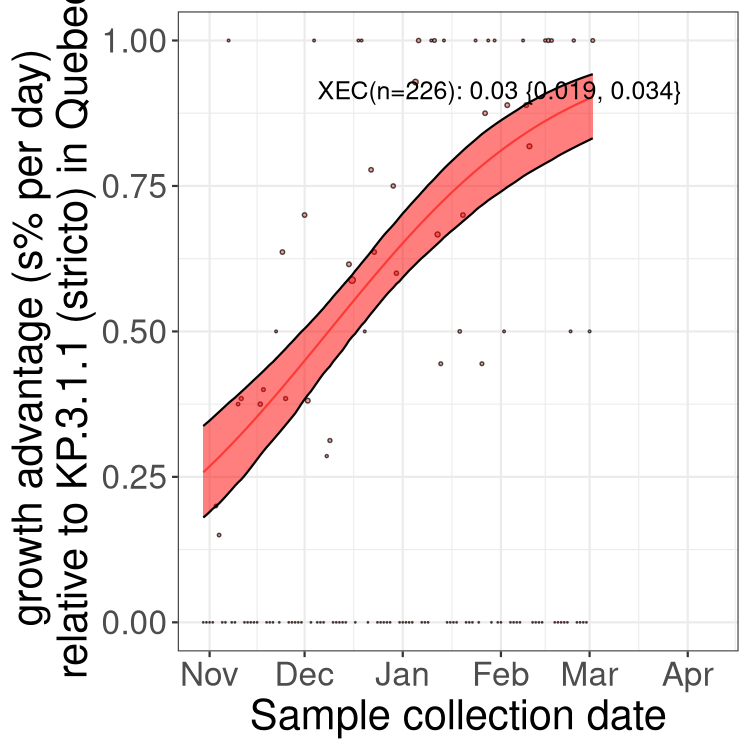 growth advantage (s% per day)
relative to KP.3.1.1 (stricto) in Quebec
1.00
0.75
0.50
0.25
0.00
XEC(n=226): 0.03 {0.019, 0.034}
Nov Dec Jan Feb Mar Apr
Sample collection date